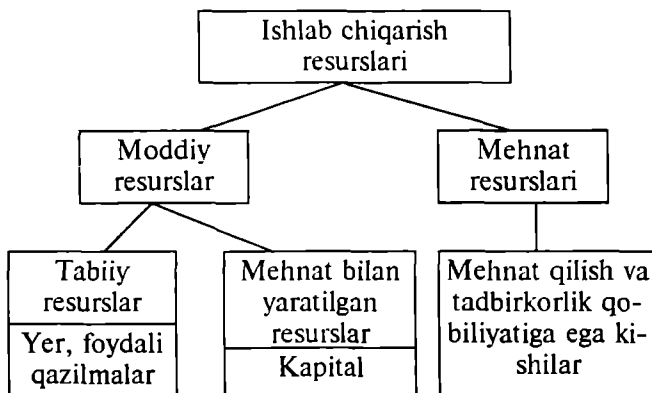 Ishlab chiqarish
resurslari
Moddiy
resurslar
Mehnat
resurslari
Tabiiy
resurslar
Yer, foydali
qazilmalar
Mehnat bilan
yaratilgan
resurslar
Kapital
Mehnat qilish va
tadbirkorlik qo-
biliyatiga ega ki-
shilar